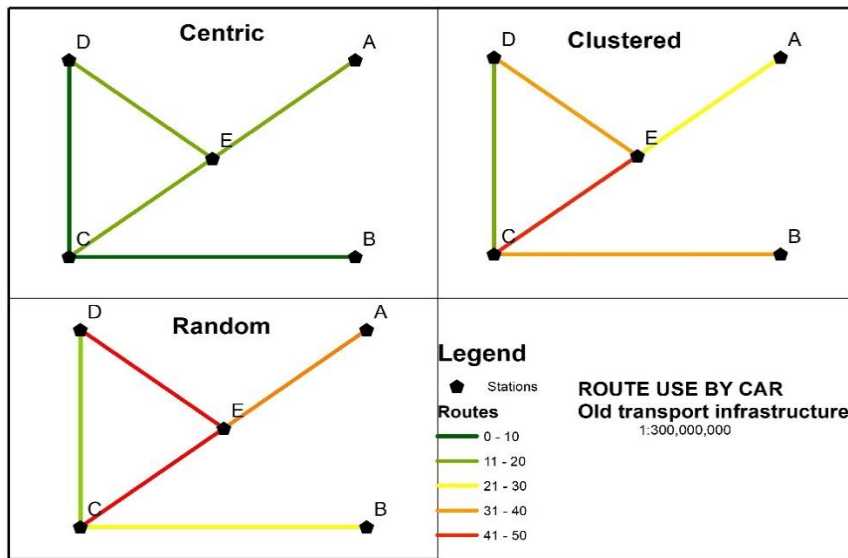 Centric
D
A
E
C
B
Clustered
D
A
E
C
B
Random
D
A
E
C
B
Legend
Stations
Routes
0 - 10
11 - 20
21 - 30
31 - 40
41 - 50
ROUTE USE BY CAR
Old transport infrastructure
1:300,000,000